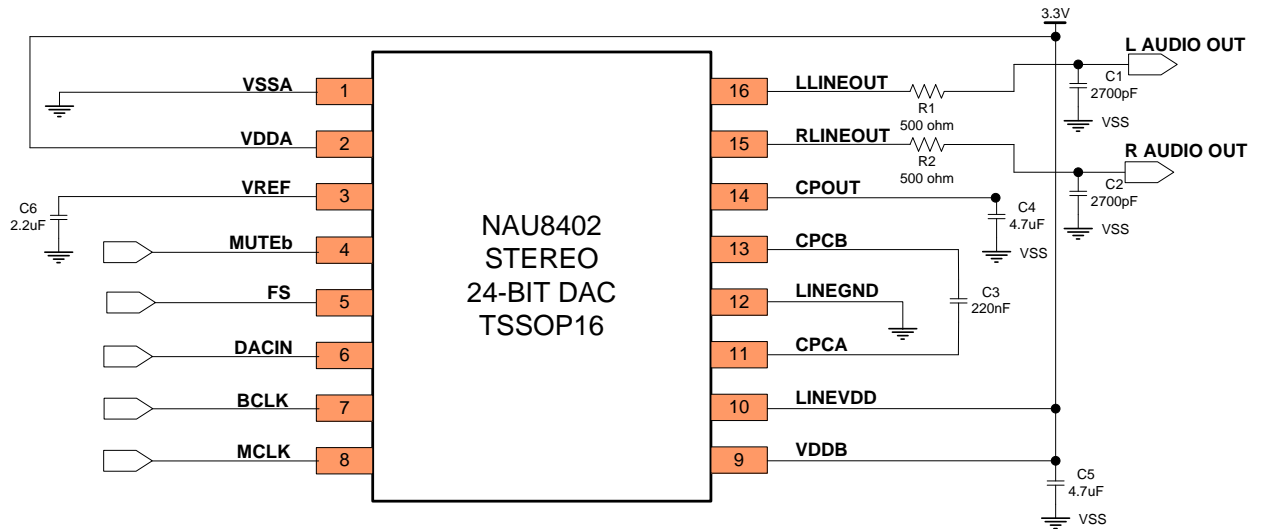 3.3V
L AUDIO OUT
VSSA
1
16
LLINEOUT
R1
500 ohm
C1
2700pF
VSS
VDDA
2
15
RLINEOUT
R2
500 ohm
R AUDIO OUT
C2
2700pF
VSS
VREF
3
14
CPOUT
C4
4.7uF
VSS
C6
2.2uF
MUTEb
4
13
CPCB
NAU8402
STEREO
24-BIT DAC
TSSOP16
FS
5
12
LINEGND
C3
220nF
DACIN
6
11
CPCA
BCLK
7
10
LINEVDD
MCLK
8
9
VDDB
C5
4.7uF
VSS